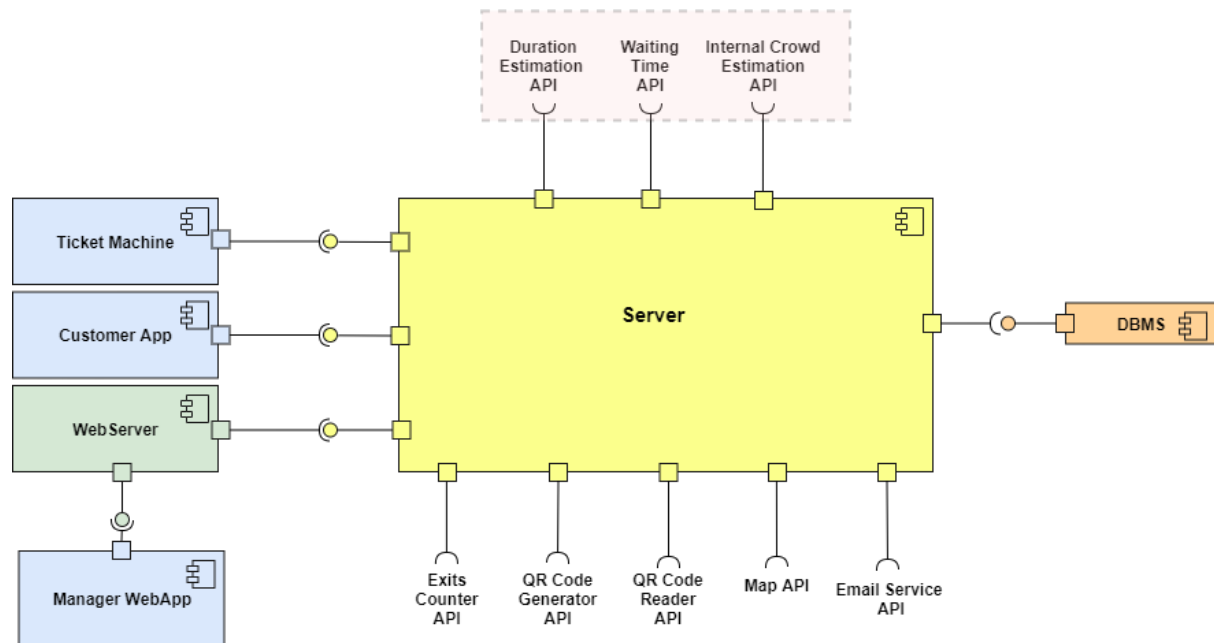 Duration
Estimation
API
Waiting
Time
API
Internal Crowd
Estimation
API
Ticket Machine
Customer App
WebServer
Manager WebApp
Server
DBMS
Exits
Counter
API
QR Code
Generator
API
QR Code
Reader
API
Map API
Email Service
API